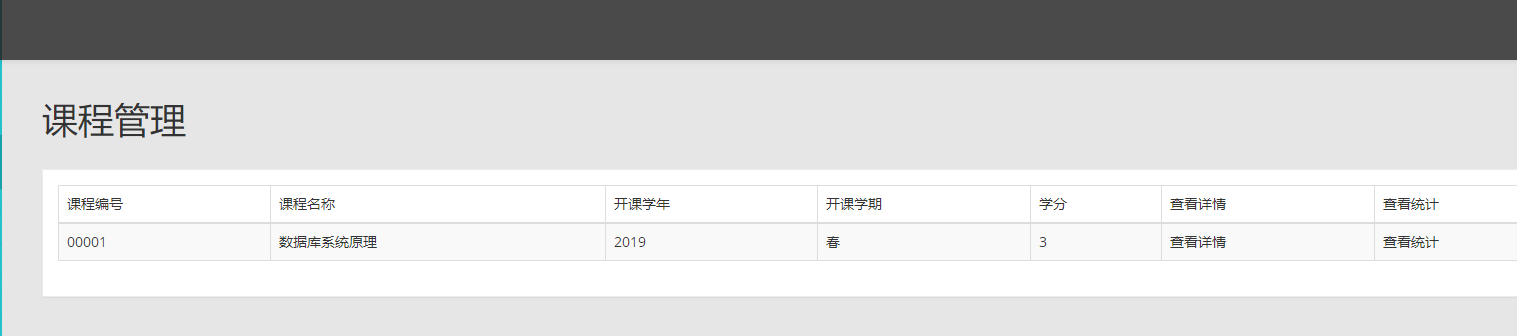 课程管理
课程编号 课程名称 开课学年 开课学期 学分 查看详情 查看统计
00001 数据库系统原理 2019 春 3 查看详情 查看统计